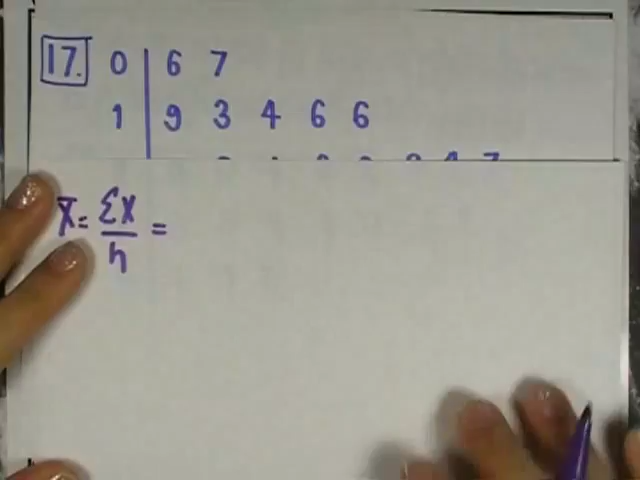 17. 0 | 6 7
1 | 9 3 4 6 6
x̄ = Σx/n =